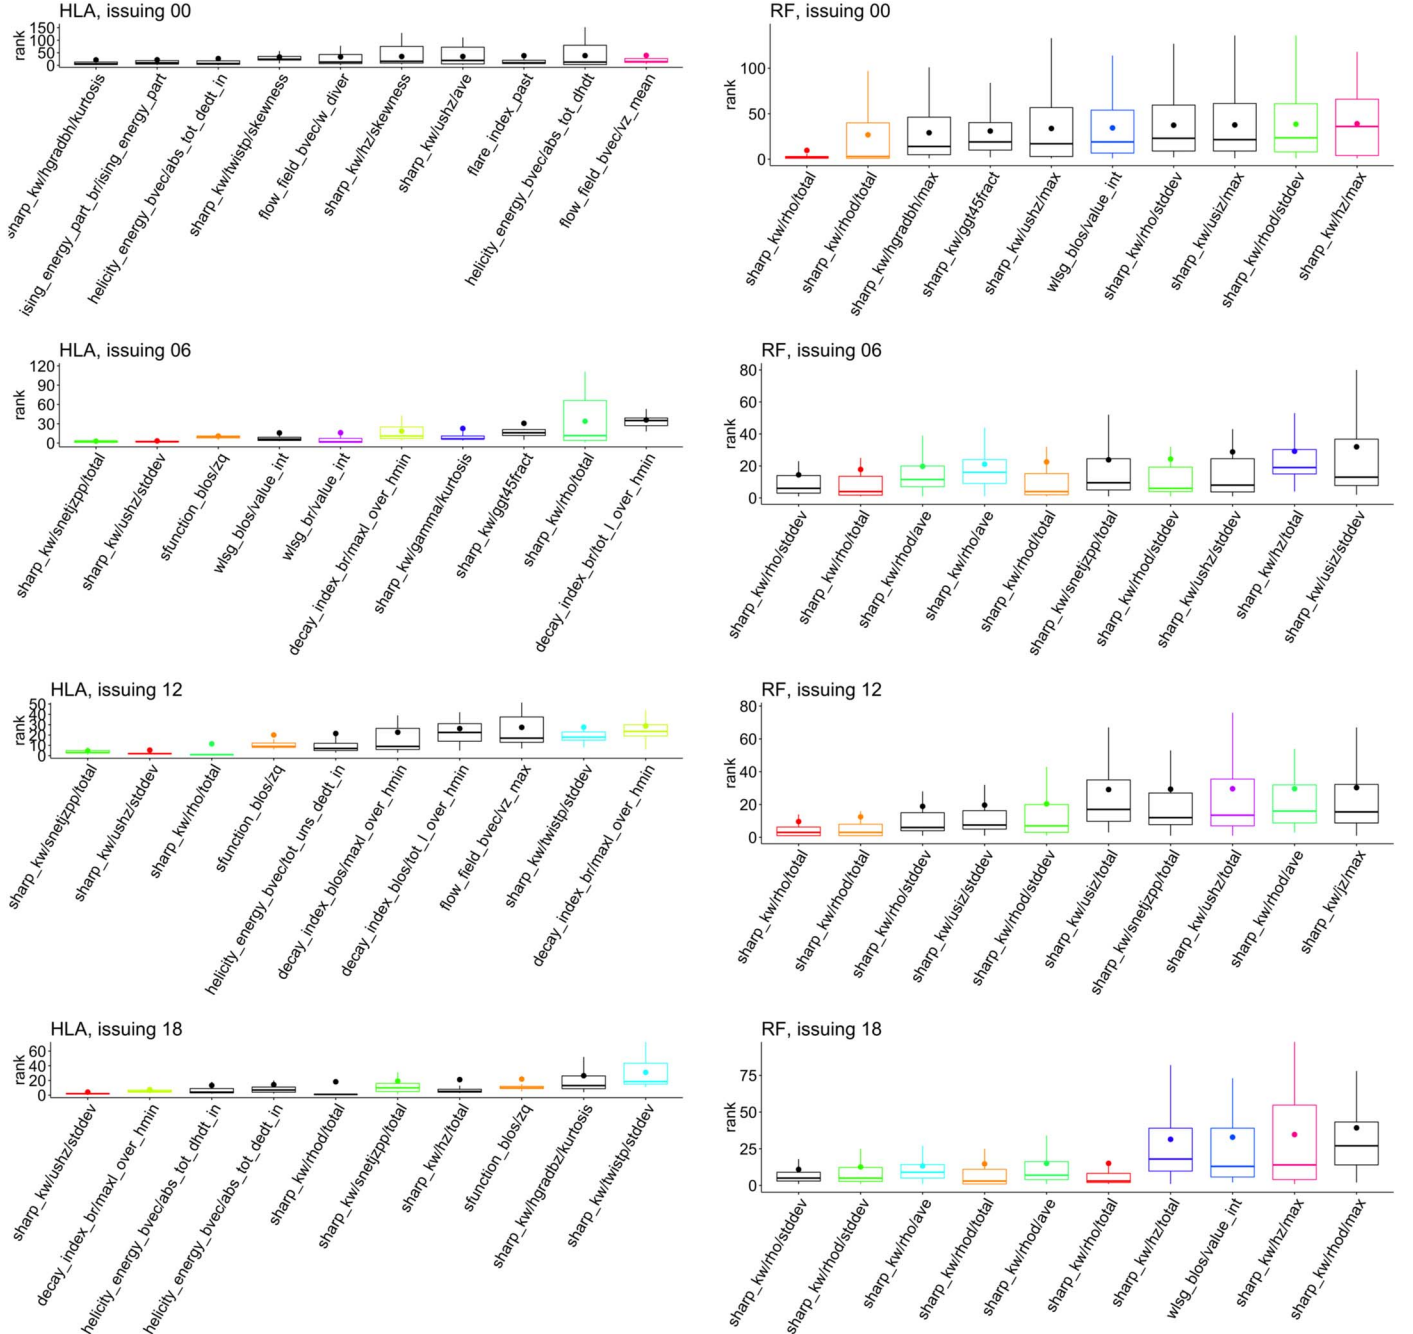 HLA, issuing 00
rank
150
100
50
0
sharp_kw/hgradbh/kurtosis
ising_energy_part_br/ising_energy_part
helicity_energy_bvec/abs_tot_dedt_in
sharp_kw/twistp/skewness
flow_field_bvec/w_diver
sharp_kw/hz/skewness
sharp_kw/ushz/ave
flare_index_past
helicity_energy_bvec/abs_tot_dhdt
flow_field_bvec/vz_mean
RF, issuing 00
rank
100
50
0
sharp_kw/rho/total
sharp_kw/rhod/total
sharp_kw/hgradbh/max
sharp_kw/ggt45fract
sharp_kw/ushz/max
wlsg_blos/value_int
sharp_kw/rho/stddev
sharp_kw/usiz/max
sharp_kw/rhod/stddev
sharp_kw/hz/max
HLA, issuing 06
rank
120
90
60
30
0
sharp_kw/snetjzpp/total
sharp_kw/ushz/stddev
sfunction_blos/zq
wlsg_blos/value_int
wlsg_br/value_int
decay_index_br/maxl_over_hmin
sharp_kw/gamma/kurtosis
sharp_kw/ggt45fract
sharp_kw/rho/total
decay_index_br/tot_l_over_hmin
RF, issuing 06
rank
80
60
40
20
0
sharp_kw/rho/stddev
sharp_kw/rho/total
sharp_kw/rhod/ave
sharp_kw/rho/ave
sharp_kw/rhod/total
sharp_kw/snetjzpp/total
sharp_kw/rhod/stddev
sharp_kw/ushz/stddev
sharp_kw/hz/total
sharp_kw/usiz/stddev
HLA, issuing 12
rank
50
40
30
20
10
0
sharp_kw/snetjzpp/total
sharp_kw/ushz/stddev
sharp_kw/rho/total
sfunction_blos/zq
helicity_energy_bvec/tot_uns_dedt_in
decay_index_blos/maxl_over_hmin
decay_index_blos/tot_l_over_hmin
flow_field_bvec/vz_max
sharp_kw/twistp/stddev
decay_index_br/maxl_over_hmin
RF, issuing 12
rank
80
60
40
20
0
sharp_kw/rho/total
sharp_kw/rhod/total
sharp_kw/rho/stddev
sharp_kw/usiz/stddev
sharp_kw/rhod/stddev
sharp_kw/usiz/total
sharp_kw/snetjzpp/total
sharp_kw/ushz/total
sharp_kw/rhod/ave
sharp_kw/jz/max
HLA, issuing 18
rank
60
40
20
0
sharp_kw/ushz/stddev
decay_index_br/maxl_over_hmin
helicity_energy_bvec/abs_tot_dhdt_in
helicity_energy_bvec/abs_tot_dedt_in
sharp_kw/rhod/total
sharp_kw/snetjzpp/total
sharp_kw/hz/total
sfunction_blos/zq
sharp_kw/hgradbz/kurtosis
sharp_kw/twistp/stddev
RF, issuing 18
rank
75
50
25
0
sharp_kw/rho/stddev
sharp_kw/rhod/stddev
sharp_kw/rho/ave
sharp_kw/rhod/total
sharp_kw/rhod/ave
sharp_kw/rho/total
sharp_kw/hz/total
wlsg_blos/value_int
sharp_kw/hz/max
sharp_kw/rhod/max